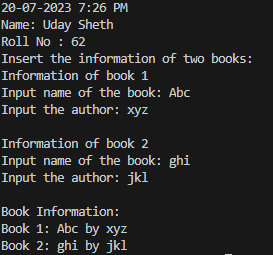 20-07-2023 7:26 PM
Name: Uday Sheth
Roll No : 62
Insert the information of two books:
Information of book 1
Input name of the book: Abc
Input the author: xyz

Information of book 2
Input name of the book: ghi
Input the author: jkl

Book Information:
Book 1: Abc by xyz
Book 2: ghi by jkl